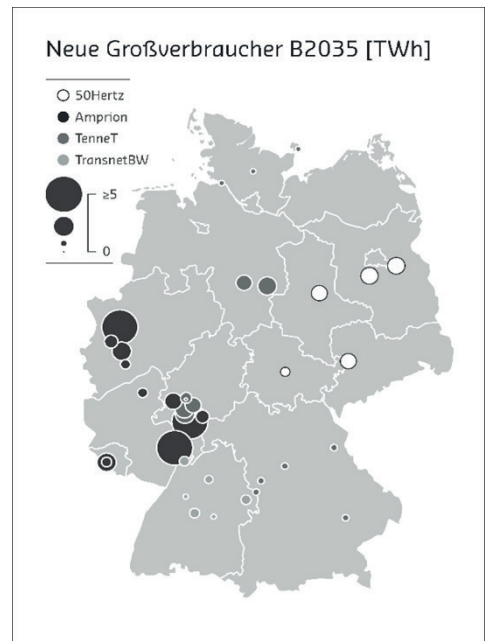 Neue Großverbraucher B2035 [TWh]
50Hertz
Amprion
TenneT
TransnetBW
≥5
0